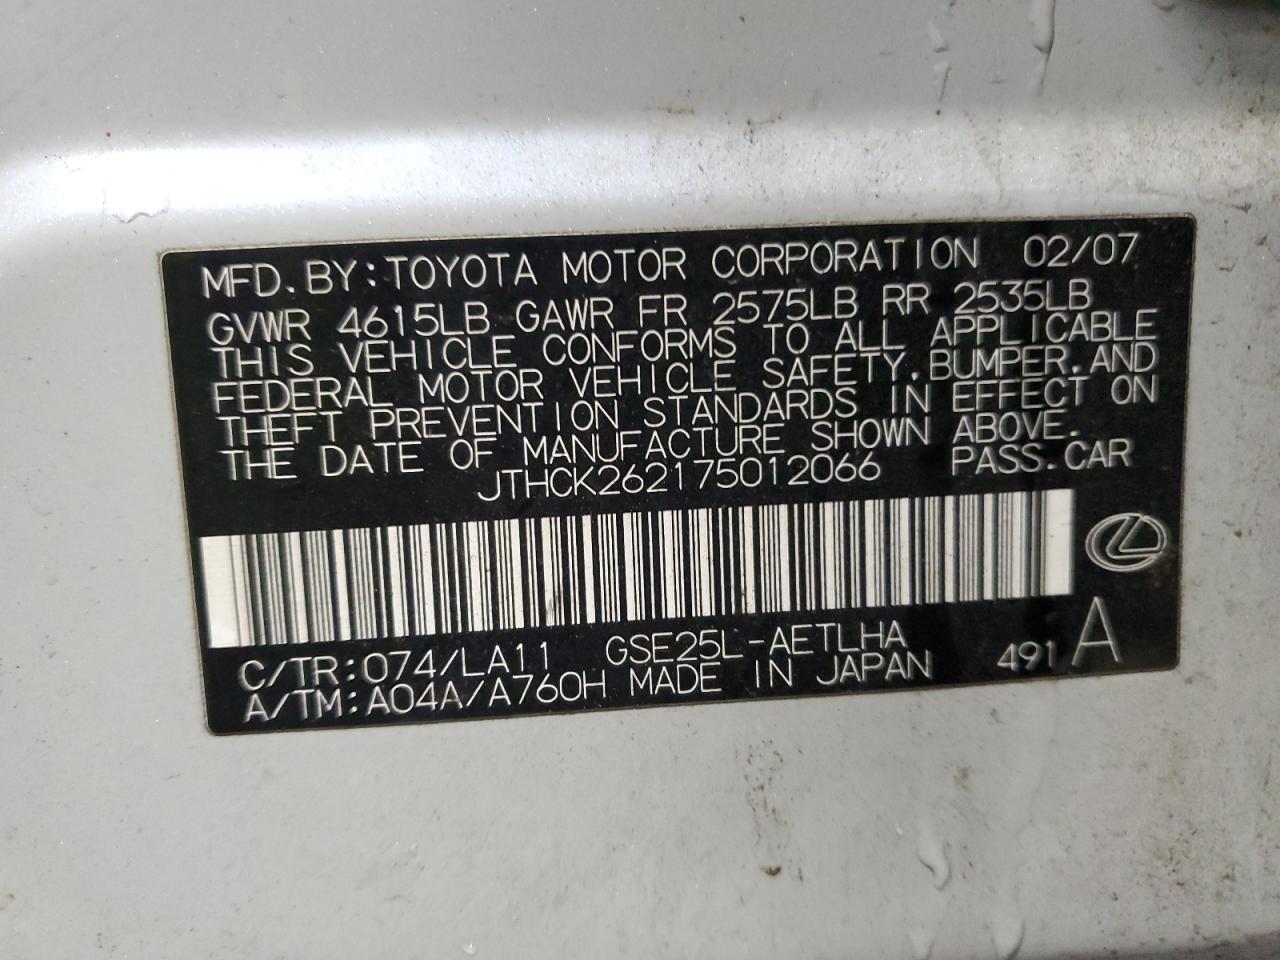 MFD. BY: TOYOTA MOTOR CORPORATION 02/07
GVWR 4615LB GAWR FR 2575LB RR 2535LB
THIS VEHICLE CONFORMS TO ALL APPLICABLE
FEDERAL MOTOR VEHICLE SAFETY, BUMPER, AND
THEFT PREVENTION STANDARDS IN EFFECT ON
THE DATE OF MANUFACTURE SHOWN ABOVE.
JTHCK262175012066 PASS. CAR
C/TR: 074/LA11 GSE25L-AETLHA
A/TM: A04A/A760H MADE IN JAPAN 491 A